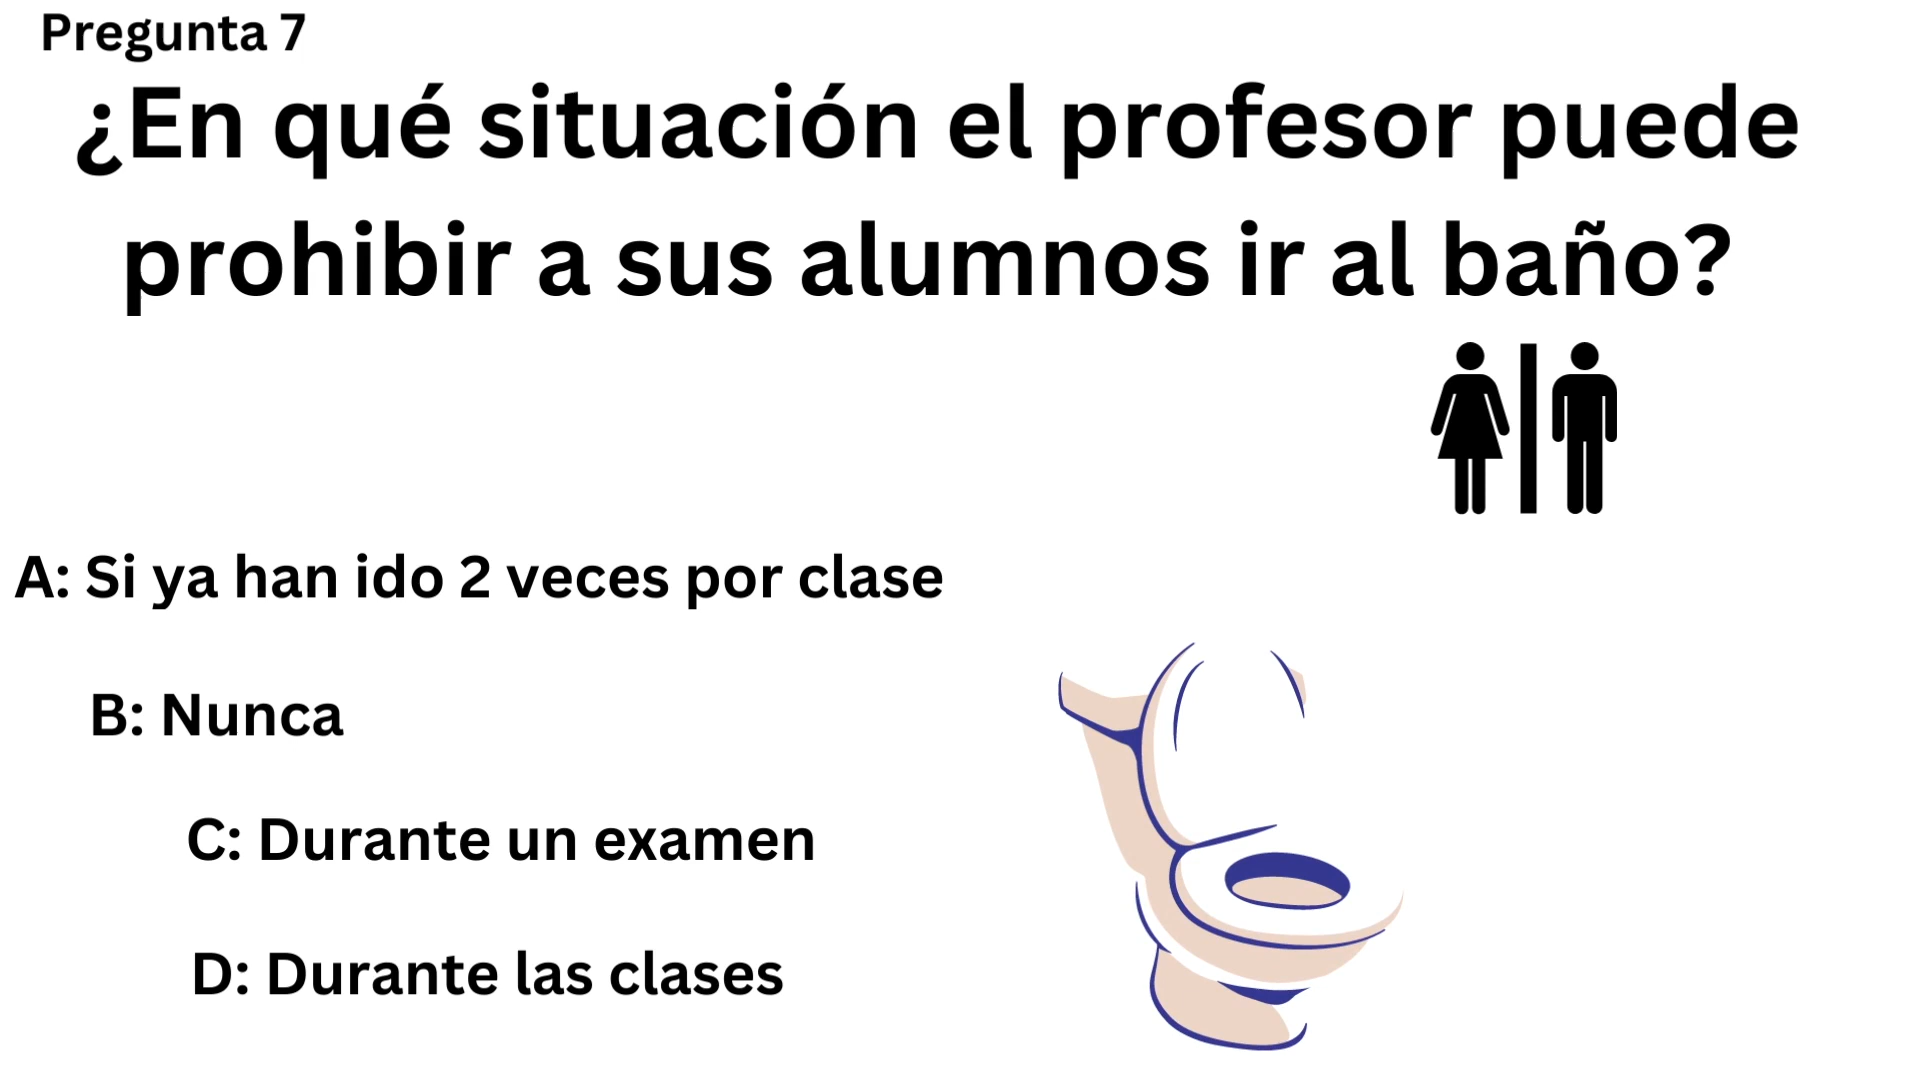 Pregunta 7
¿En qué situación el profesor puede
prohibir a sus alumnos ir al baño?
A: Si ya han ido 2 veces por clase
B: Nunca
C: Durante un examen
D: Durante las clases